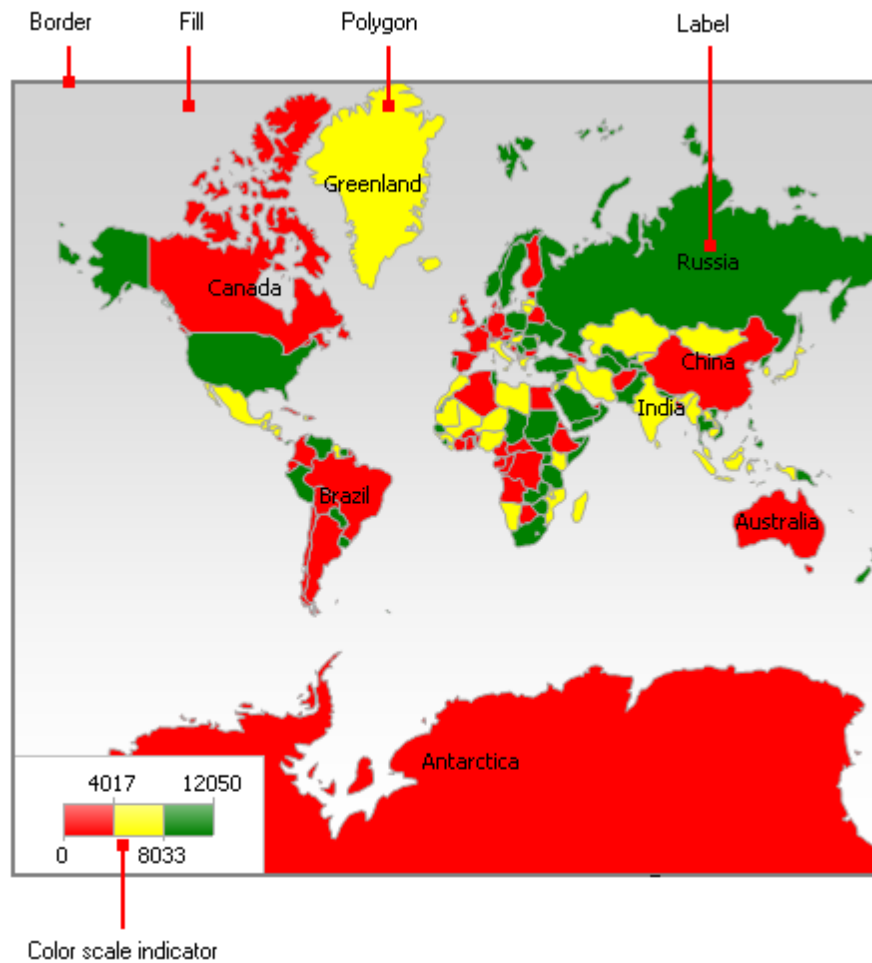 Border
Fill
Polygon
Label
Greenland
Russia
Canada
China
India
Brazil
Australia
Antarctica
4017
12050
0
8033
Color scale indicator